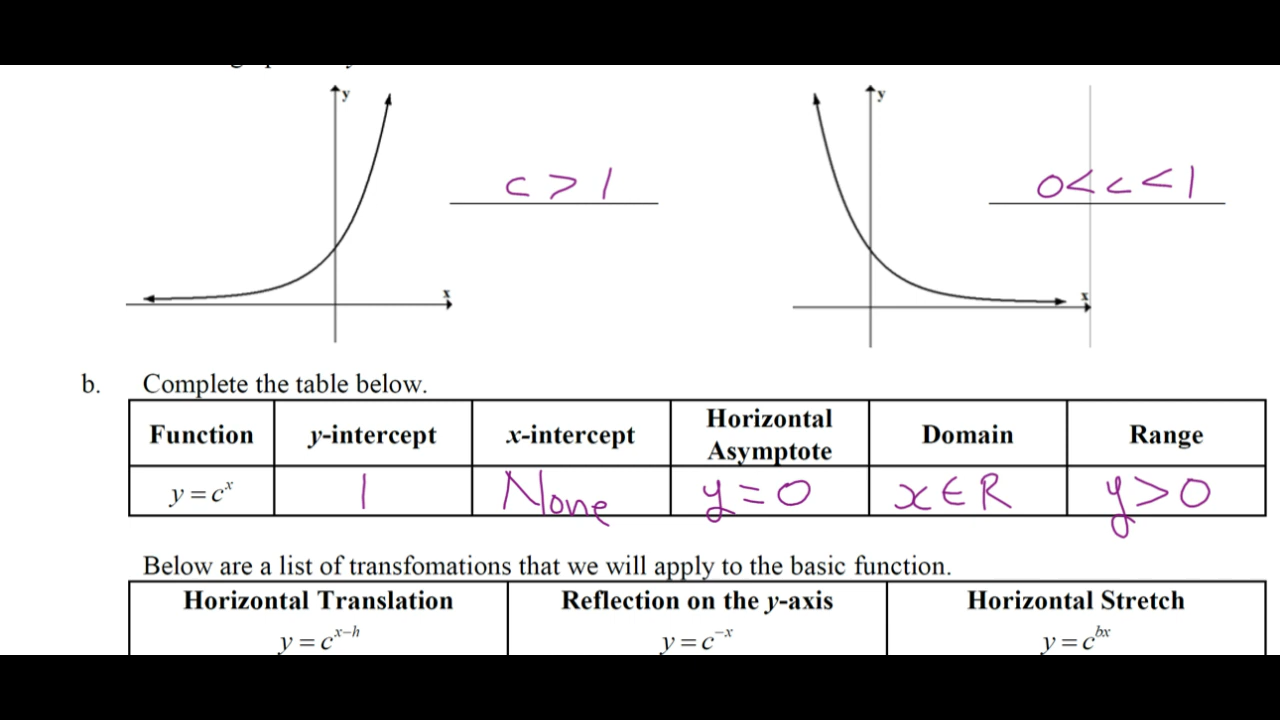 y
y
c > 1
0 < c < 1
x
x
b. Complete the table below.
Function y-intercept x-intercept Horizontal Asymptote Domain Range
y = c^x 1 None y = 0 x ∈ R y > 0
Below are a list of transfomations that we will apply to the basic function.
Horizontal Translation Reflection on the y-axis Horizontal Stretch
y = c^{x-h} y = c^{-x} y = c^{bx}